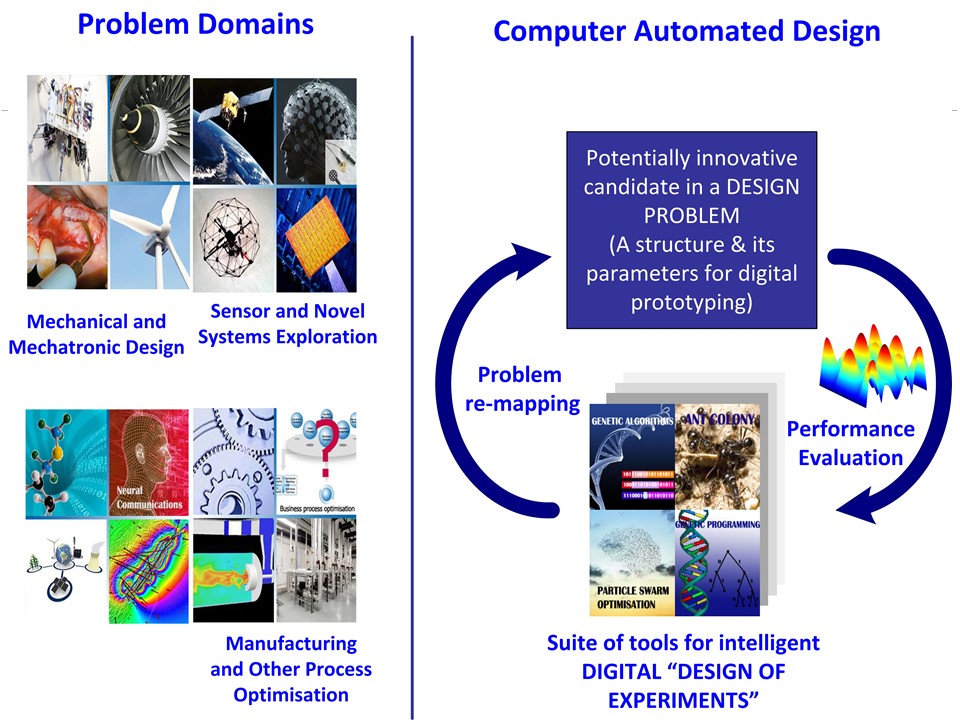 Problem Domains
Mechanical and
Mechatronic Design
Sensor and Novel
Systems Exploration
Neural
Communications
Business process optimisation
Manufacturing
and Other Process
Optimisation
Computer Automated Design
Potentially innovative
candidate in a DESIGN
PROBLEM
(A structure & its
parameters for digital
prototyping)
Problem
re-mapping
Performance
Evaluation
GENETIC ALGORITHMS
ANT COLONY
PARTICLE SWARM
OPTIMISATION
GENETIC PROGRAMMING
Suite of tools for intelligent
DIGITAL “DESIGN OF
EXPERIMENTS”